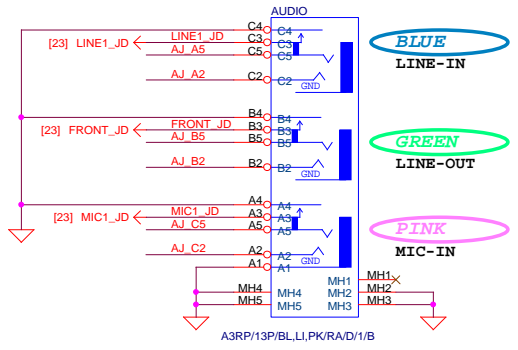 AUDIO
C4 C4
LINE1_JD C3 C3
[23] LINE1_JD
AJ_A5 C5 C5
BLUE
LINE-IN
AJ_A2 C2 C2
GND
B4 B4
FRONT_JD B3 B3
[23] FRONT_JD
AJ_B5 B5 B5
GREEN
LINE-OUT
AJ_B2 B2 B2
GND
A4 A4
MIC1_JD A3 A3
[23] MIC1_JD
AJ_C5 A5 A5
PINK
MIC-IN
AJ_C2 A2 A2
GND
A1 A1
MH1 MH1
MH4 MH4 MH2 MH2
MH5 MH5 MH3 MH3
A3RP/13P/BL,LI,PK/RA/D/1/B